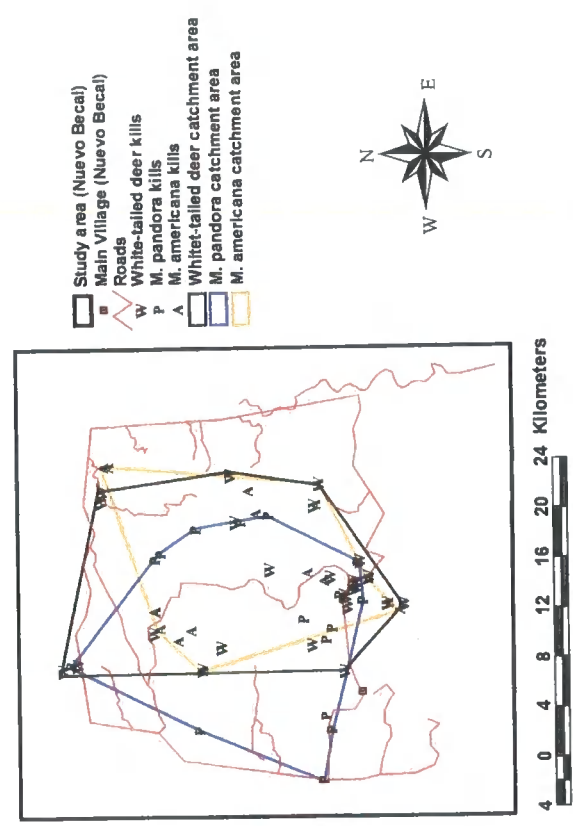 Study area (Nuevo Becal)
Main Village (Nuevo Becal)
Roads
W White-tailed deer kills
P M. pandora kills
A M. americana kills
Whitet-tailed deer catchment area
M. pandora catchment area
M. americana catchment area
N
W E
S
4 0 4 8 12 16 20 24 Kilometers